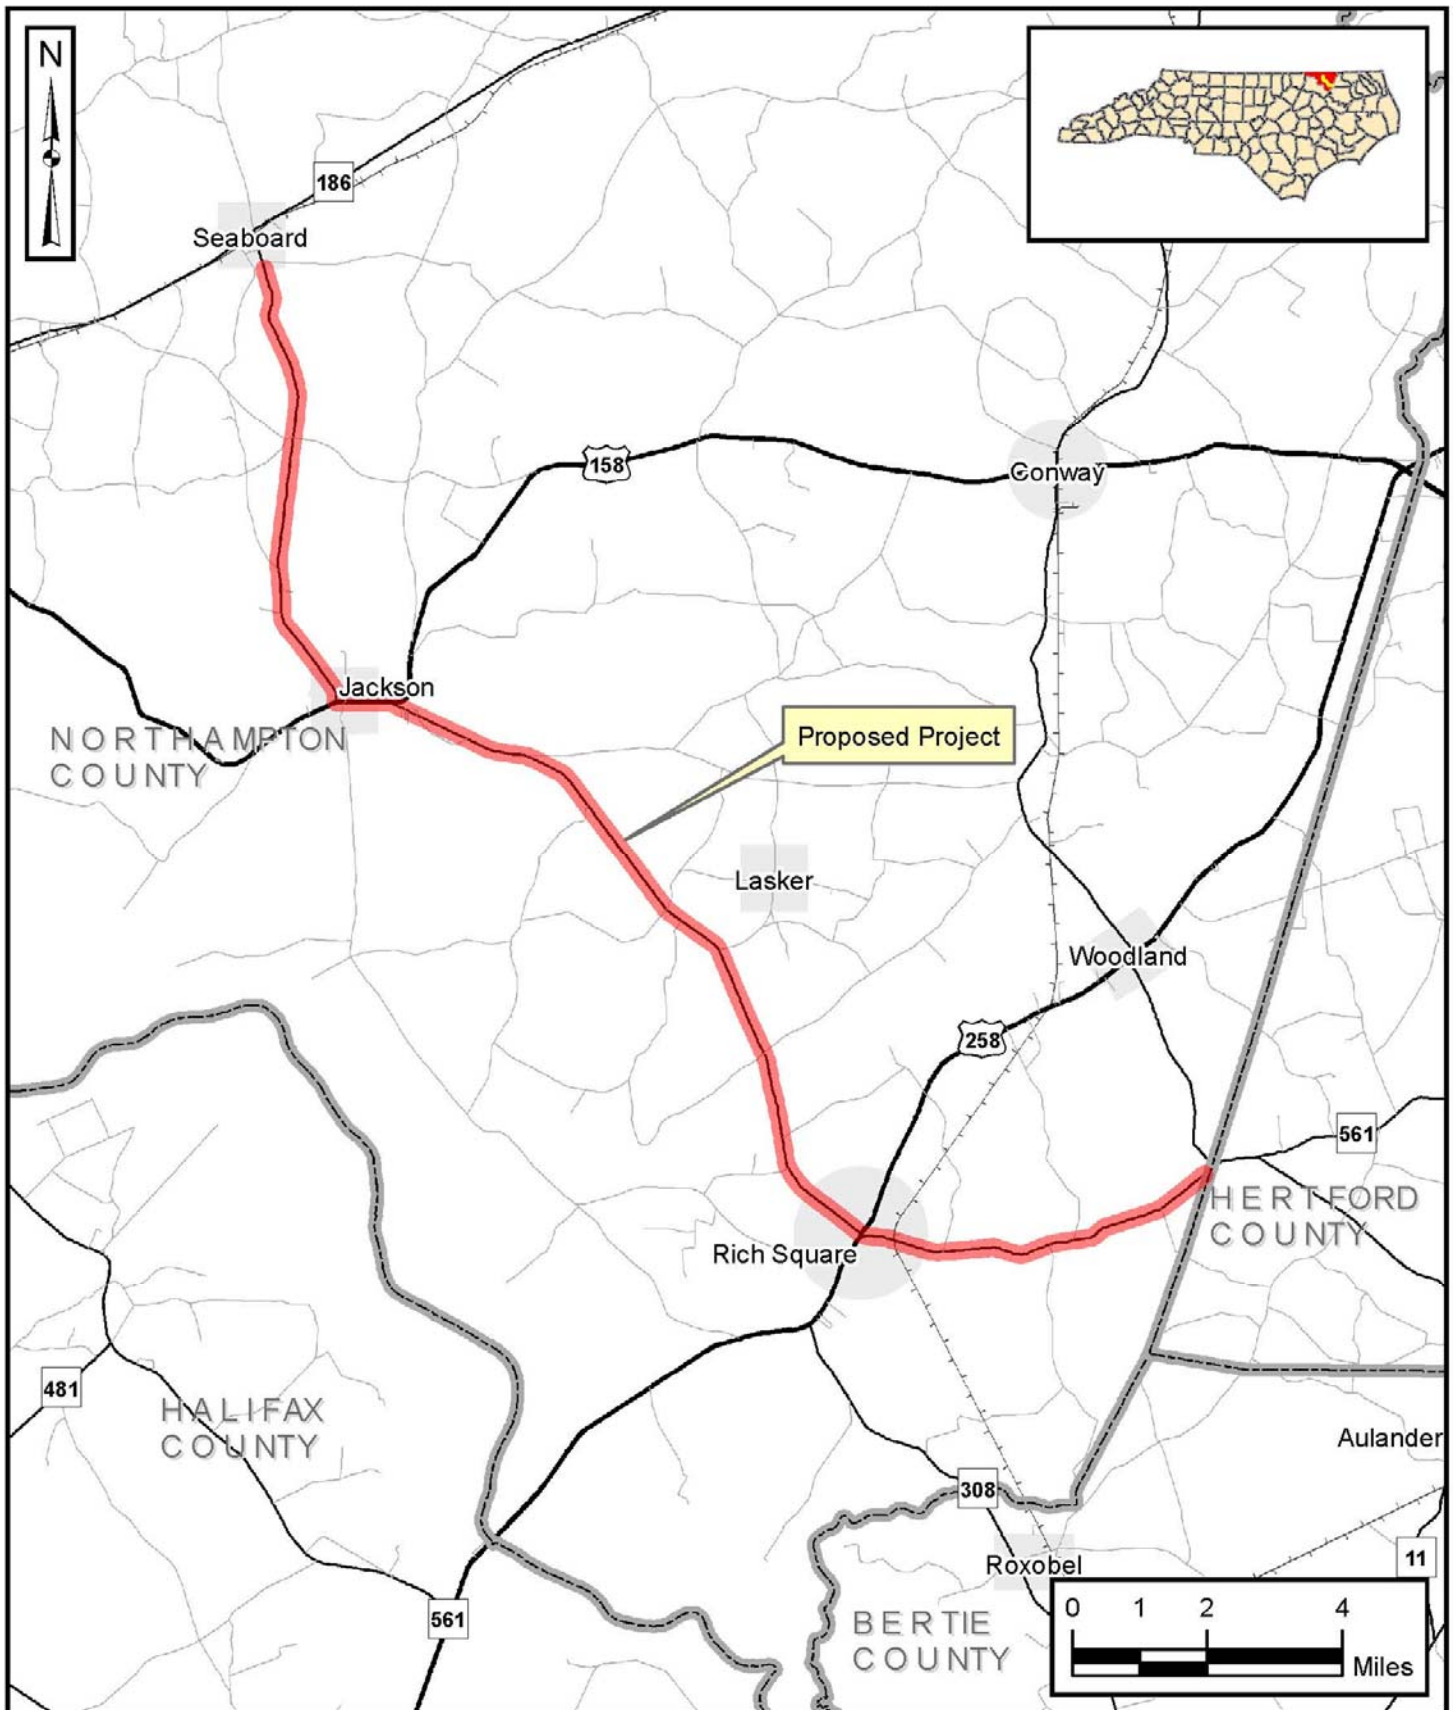 N
186
Seaboard
158
Conway
Jackson
NORTHAMPTON
COUNTY
Proposed Project
Lasker
Woodland
258
561
HERTFORD
COUNTY
Rich Square
481
HALIFAX
COUNTY
Aulander
308
11
Roxobel
561
BERTIE
COUNTY
0 1 2 4
Miles